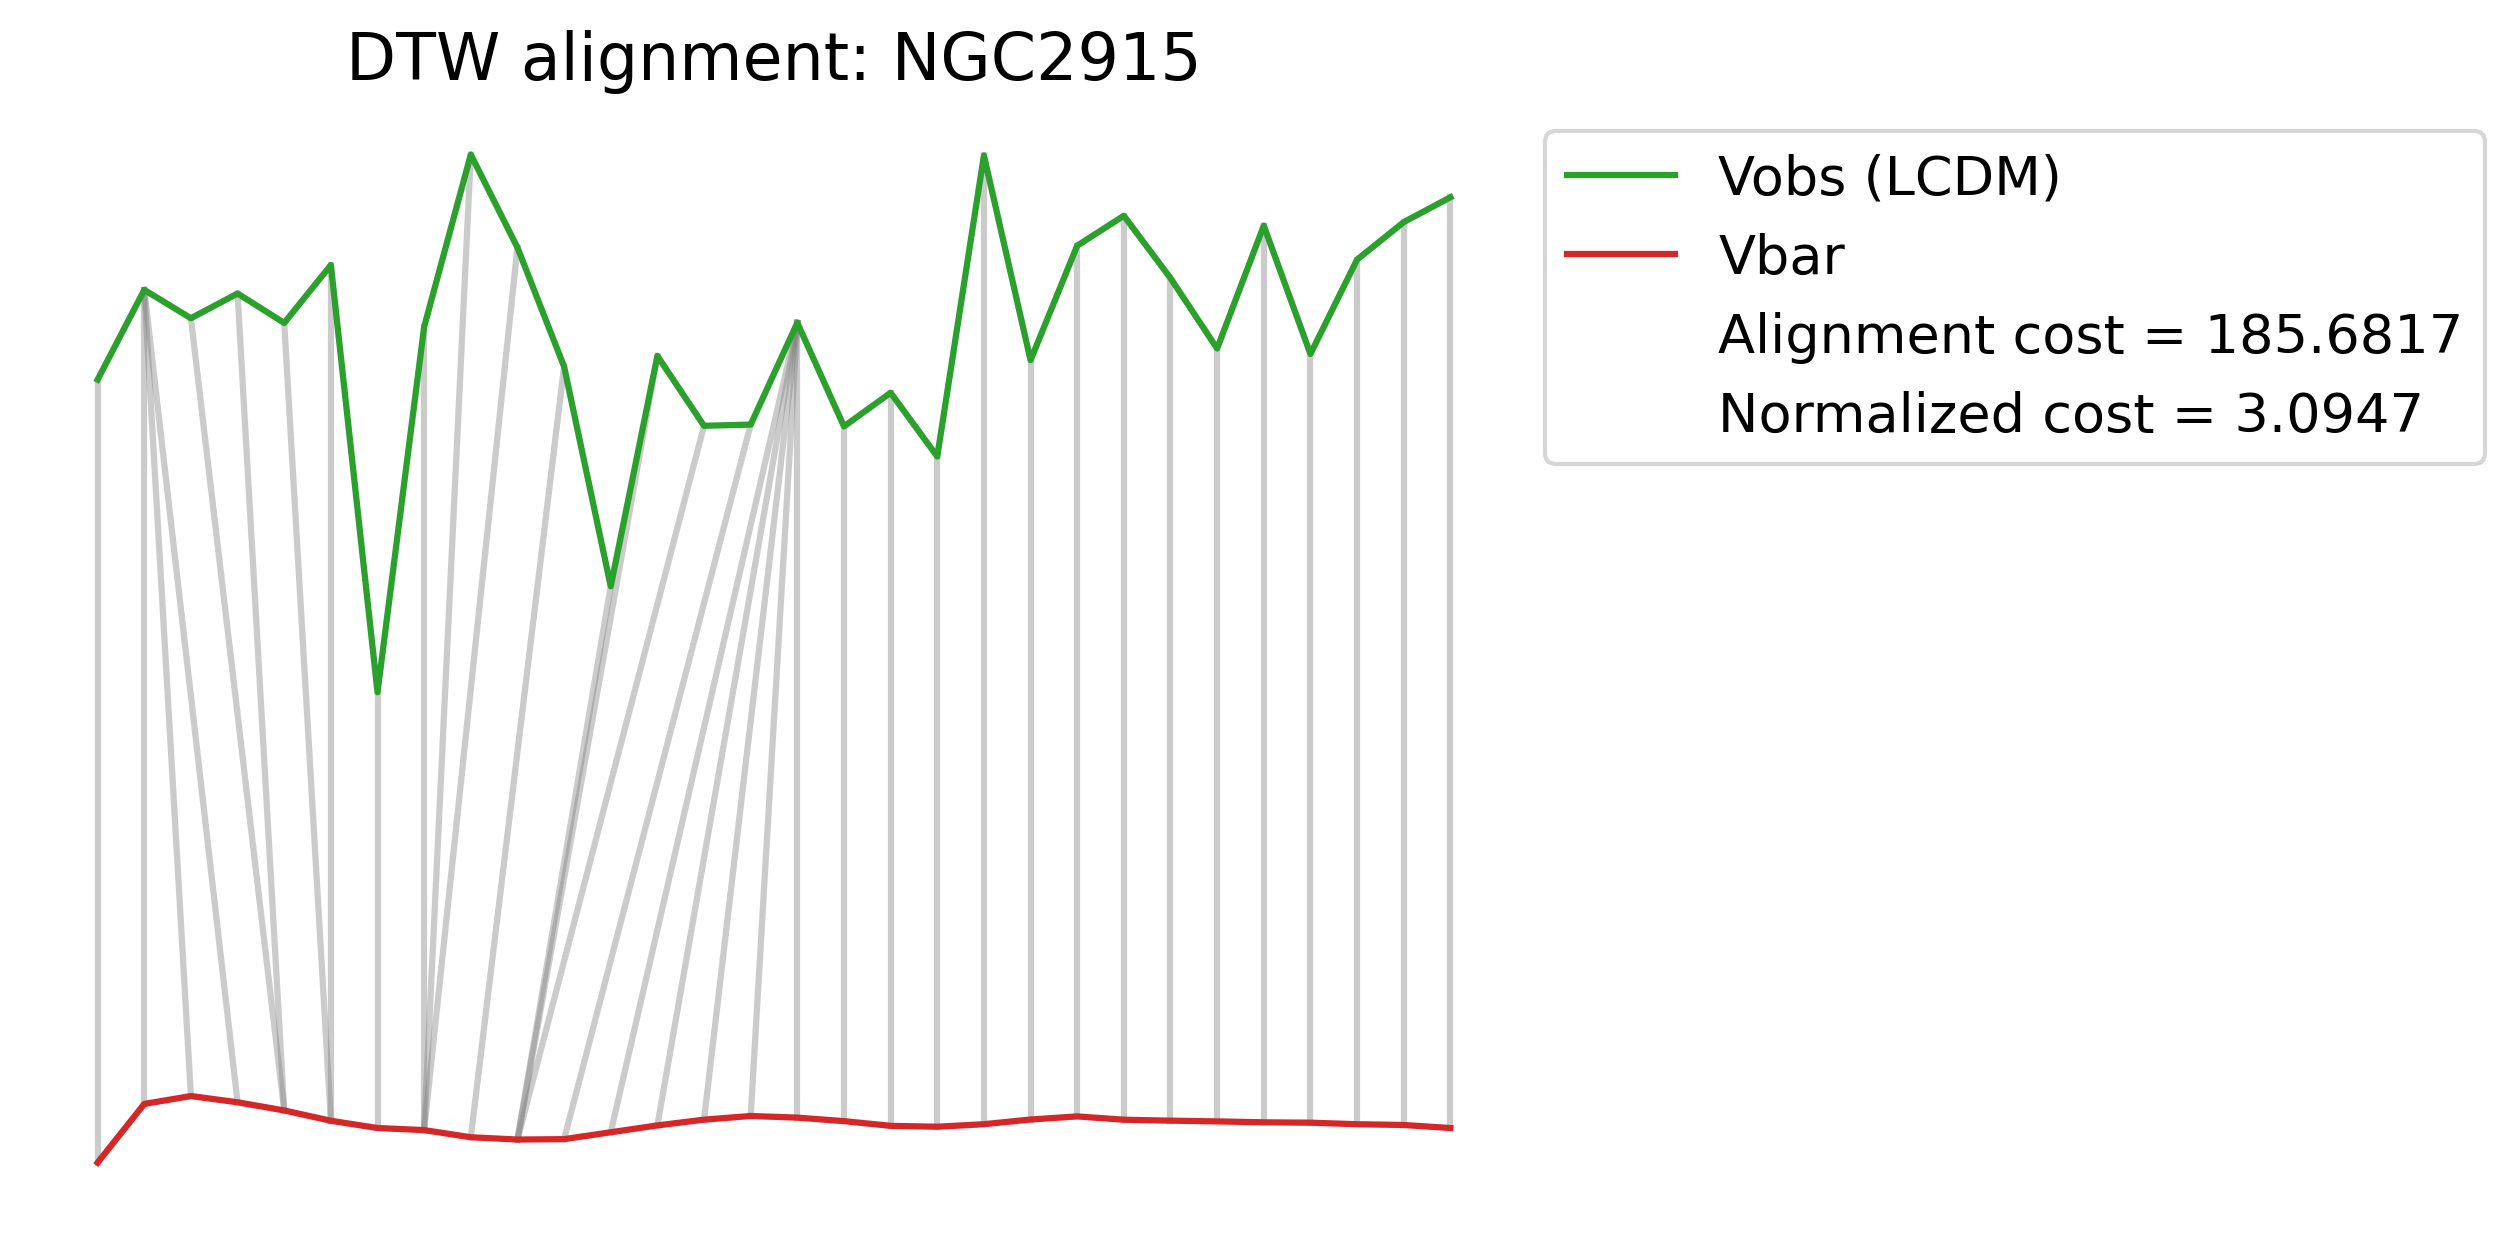 DTW alignment: NGC2915
Vobs (LCDM)
Vbar
Alignment cost = 185.6817
Normalized cost = 3.0947